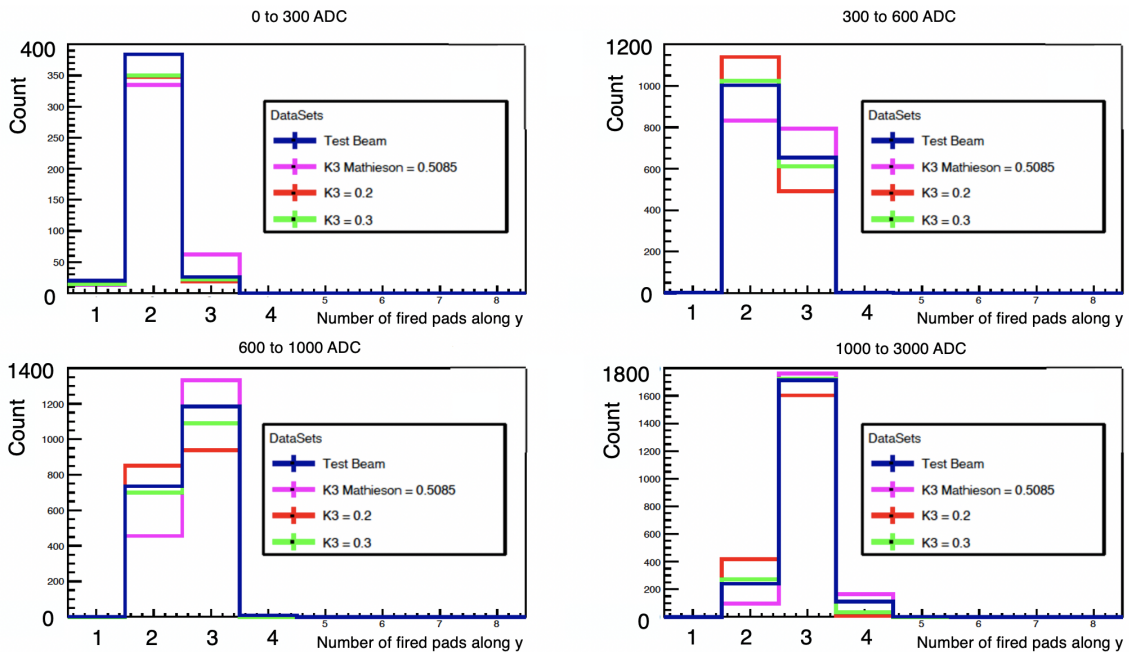 0 to 300 ADC
400
350
300
250
200
150
100
50
0
Count
DataSets
Test Beam
K3 Mathieson = 0.5085
K3 = 0.2
K3 = 0.3
1 2 3 4 5 6 7 8
Number of fired pads along y
300 to 600 ADC
1200
1000
800
600
400
200
0
Count
DataSets
Test Beam
K3 Mathieson = 0.5085
K3 = 0.2
K3 = 0.3
1 2 3 4 5 6 7 8
Number of fired pads along y
600 to 1000 ADC
1400
1200
1000
800
600
400
200
0
Count
DataSets
Test Beam
K3 Mathieson = 0.5085
K3 = 0.2
K3 = 0.3
1 2 3 4 5 6 7 8
Number of fired pads along y
1000 to 3000 ADC
1800
1600
1400
1200
1000
800
600
400
200
0
Count
DataSets
Test Beam
K3 Mathieson = 0.5085
K3 = 0.2
K3 = 0.3
1 2 3 4 5 6 7 8
Number of fired pads along y